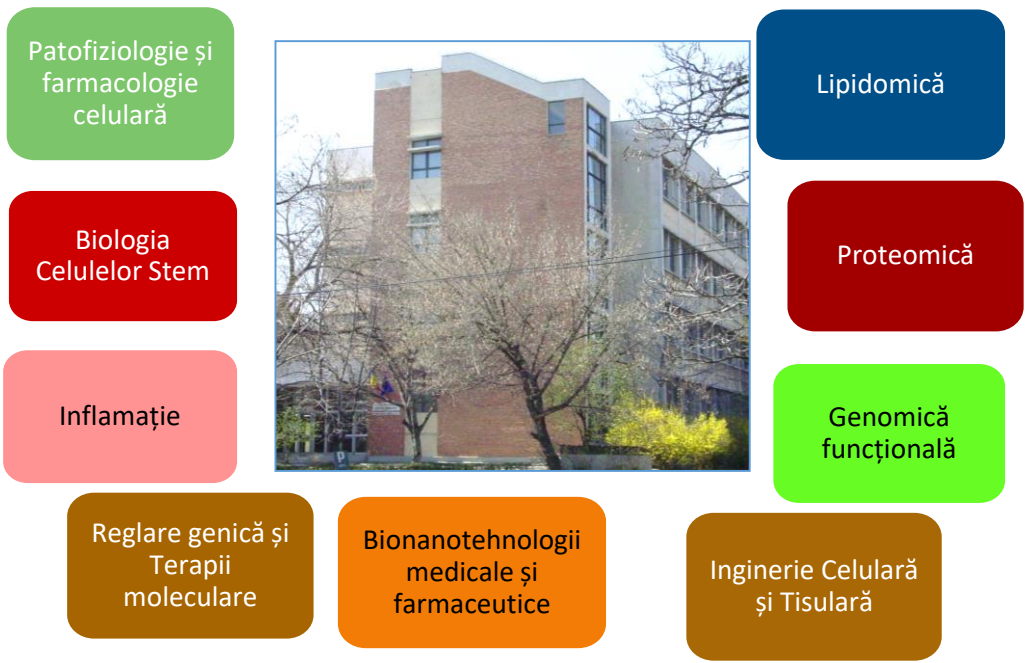 Patofiziologie și
farmacologie
celulară
Lipidomică
Biologia
Celulelor Stem
Proteomică
Inflamație
Genomică
funcțională
Reglare genică și
Terapii
moleculare
Bionanotehnologii
medicale și
farmaceutice
Inginerie Celulară
și Tisulară
P